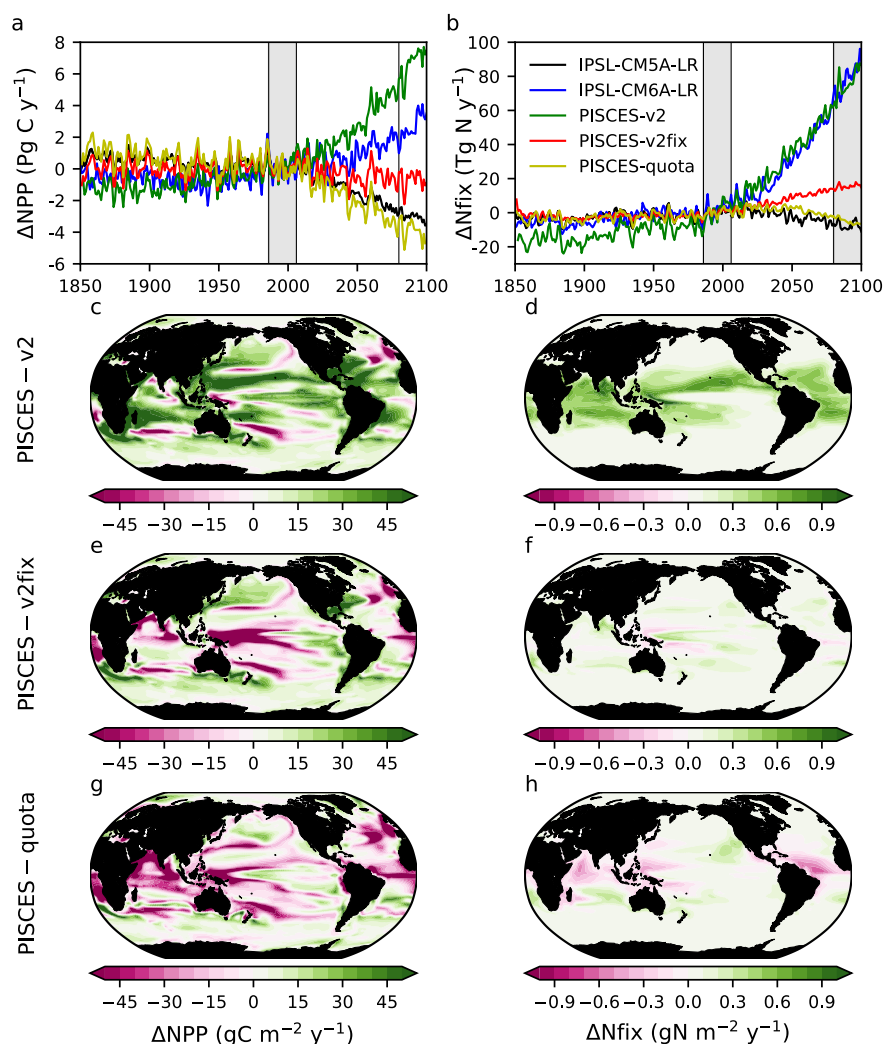 a
b
ΔNPP (Pg C y⁻¹)
8
6
4
2
0
−2
−4
−6
1850 1900 1950 2000 2050 2100
ΔNfix (Tg N y⁻¹)
100
80
60
40
20
0
−20
1850 1900 1950 2000 2050 2100
IPSL-CM5A-LR
IPSL-CM6A-LR
PISCES-v2
PISCES-v2fix
PISCES-quota
c
d
PISCES − v2
−45 −30 −15 0 15 30 45
−0.9 −0.6 −0.3 0.0 0.3 0.6 0.9
e
f
PISCES − v2fix
−45 −30 −15 0 15 30 45
−0.9 −0.6 −0.3 0.0 0.3 0.6 0.9
g
h
PISCES − quota
−45 −30 −15 0 15 30 45
−0.9 −0.6 −0.3 0.0 0.3 0.6 0.9
ΔNPP (gC m⁻² y⁻¹)
ΔNfix (gN m⁻² y⁻¹)